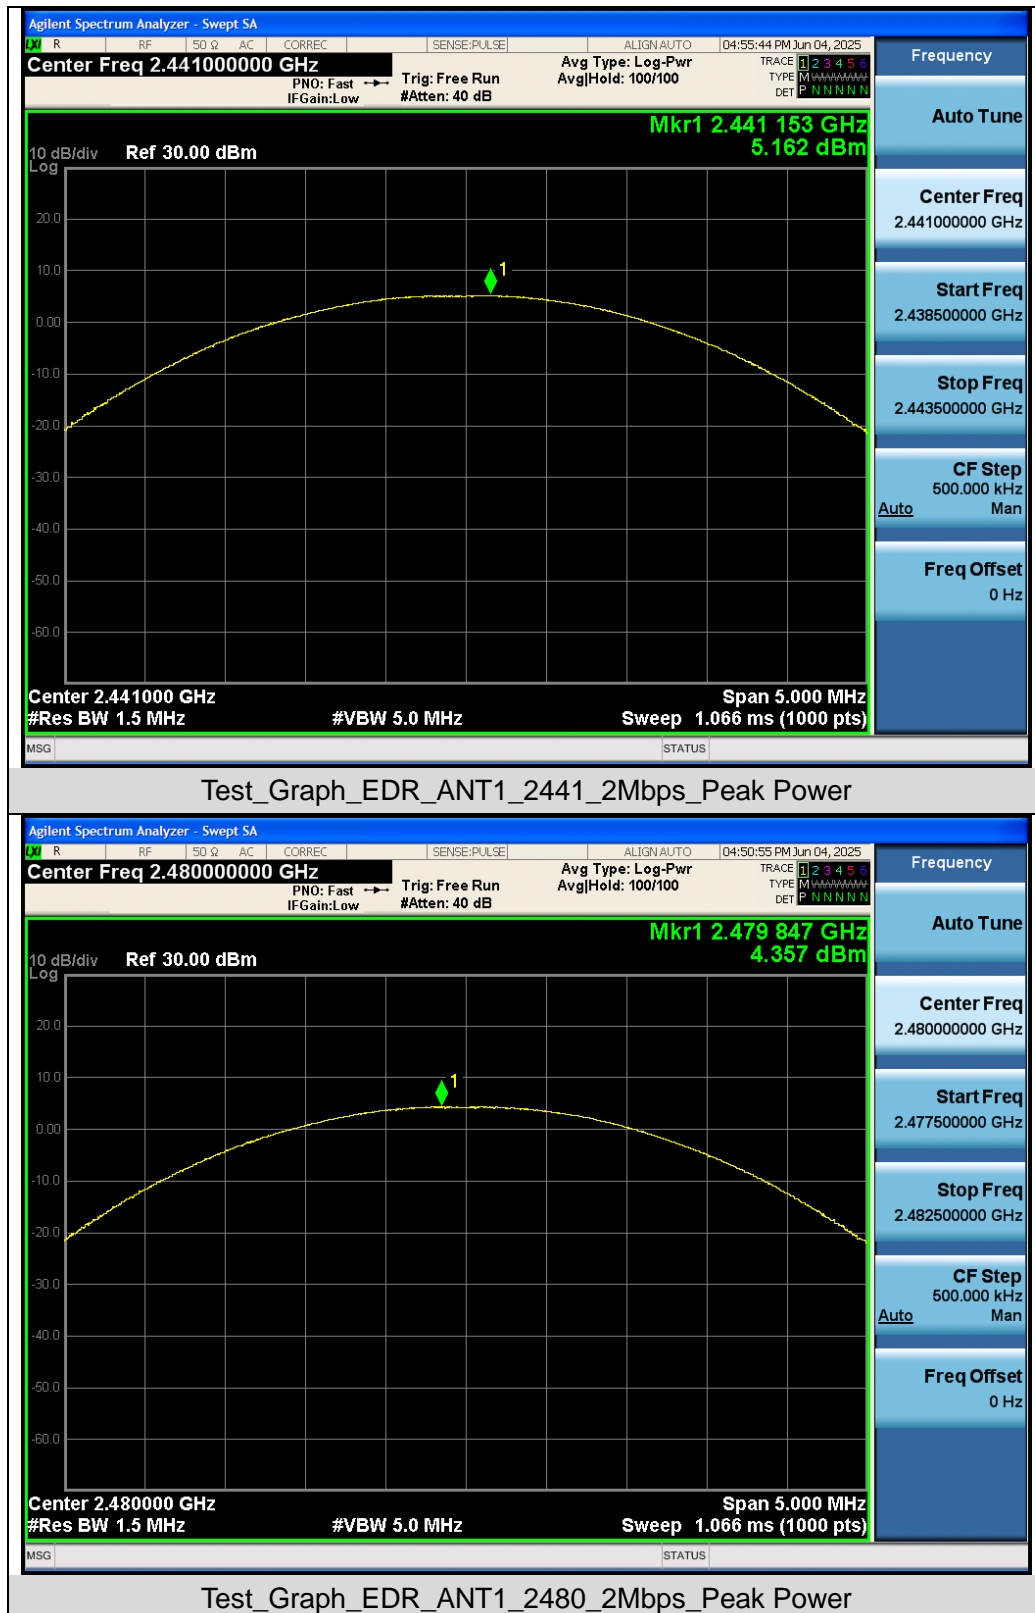 Agilent Spectrum Analyzer - Swept SA
LXI R RF 50 Ω AC CORREC SENSE:PULSE ALIGN AUTO 04:55:44 PM Jun 04, 2025
Center Freq 2.441000000 GHz
PNO: Fast
IFGain:Low
Trig: Free Run
#Atten: 40 dB
Avg Type: Log-Pwr
Avg|Hold: 100/100
TRACE 1 2 3 4 5 6
TYPE M
DET P N N N N N
Mkr1 2.441 153 GHz
5.162 dBm
10 dB/div Ref 30.00 dBm
Log
20.0
10.0
1
0.00
-10.0
-20.0
-30.0
-40.0
-50.0
-60.0
Center 2.441000 GHz Span 5.000 MHz
#Res BW 1.5 MHz #VBW 5.0 MHz Sweep 1.066 ms (1000 pts)
MSG STATUS
Frequency
Auto Tune
Center Freq
2.441000000 GHz
Start Freq
2.438500000 GHz
Stop Freq
2.443500000 GHz
CF Step
500.000 kHz
Auto Man
Freq Offset
0 Hz
Test_Graph_EDR_ANT1_2441_2Mbps_Peak Power
Agilent Spectrum Analyzer - Swept SA
LXI R RF 50 Ω AC CORREC SENSE:PULSE ALIGN AUTO 04:50:55 PM Jun 04, 2025
Center Freq 2.480000000 GHz
PNO: Fast
IFGain:Low
Trig: Free Run
#Atten: 40 dB
Avg Type: Log-Pwr
Avg|Hold: 100/100
TRACE 1 2 3 4 5 6
TYPE M
DET P N N N N N
Mkr1 2.479 847 GHz
4.357 dBm
10 dB/div Ref 30.00 dBm
Log
20.0
10.0
1
0.00
-10.0
-20.0
-30.0
-40.0
-50.0
-60.0
Center 2.480000 GHz Span 5.000 MHz
#Res BW 1.5 MHz #VBW 5.0 MHz Sweep 1.066 ms (1000 pts)
MSG STATUS
Frequency
Auto Tune
Center Freq
2.480000000 GHz
Start Freq
2.477500000 GHz
Stop Freq
2.482500000 GHz
CF Step
500.000 kHz
Auto Man
Freq Offset
0 Hz
Test_Graph_EDR_ANT1_2480_2Mbps_Peak Power